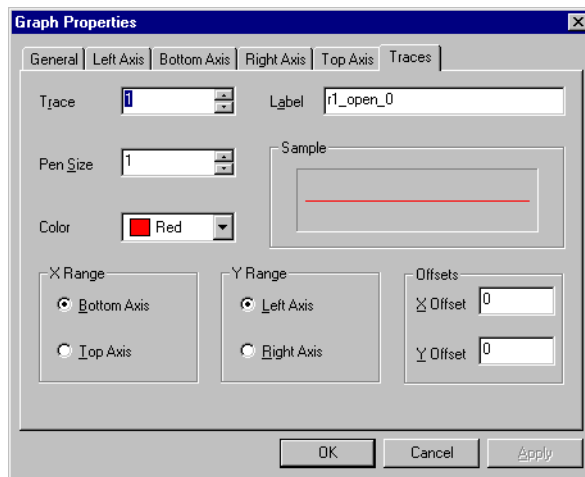 Graph Properties
General Left Axis Bottom Axis Right Axis Top Axis Traces
Trace 1 Label r1_open_0
Pen Size 1 Sample
Color Red
X Range Y Range Offsets
Bottom Axis Left Axis X Offset 0
Top Axis Right Axis Y Offset 0
OK Cancel Apply